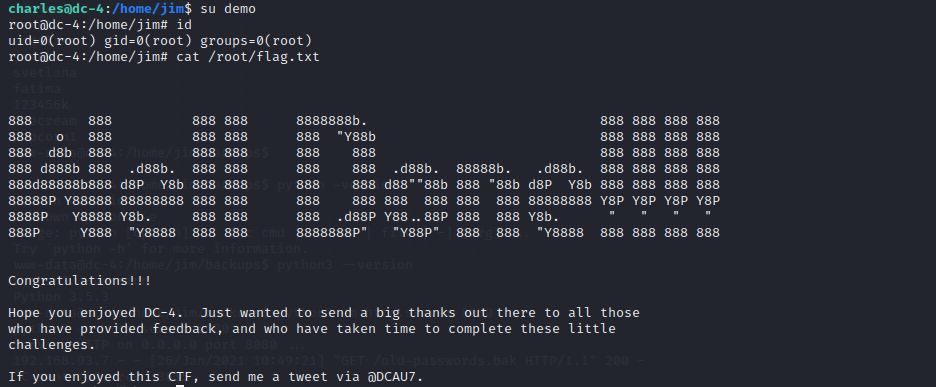 charles@dc-4:/home/jim$ su demo
root@dc-4:/home/jim# id
uid=0(root) gid=0(root) groups=0(root)
root@dc-4:/home/jim# cat /root/flag.txt
888       888          888 888      8888888b.                               888 888 888 888
888   o   888          888 888      888  "Y88b                              888 888 888 888
888  d8b  888          888 888      888    888                              888 888 888 888
888 d888b 888  .d88b.  888 888      888    888  .d88b.  88888b.   .d88b.  888 888 888 888
888d88888b888 d8P  Y8b 888 888      888    888 d88""88b 888 "88b d8P  Y8b 888 888 888 888
88888P Y88888 88888888 888 888      888    888 888  888 888  888 88888888 Y8P Y8P Y8P Y8P
8888P   Y8888 Y8b.     888 888      888  .d88P Y88..88P 888  888 Y8b.      "   "   "   "
888P     Y888  "Y8888  888 888      8888888P"   "Y88P"  888  888  "Y8888  888 888 888 888
Congratulations!!!
Hope you enjoyed DC-4.  Just wanted to send a big thanks out there to all those
who have provided feedback, and who have taken time to complete these little
challenges.
If you enjoyed this CTF, send me a tweet via @DCAU7.